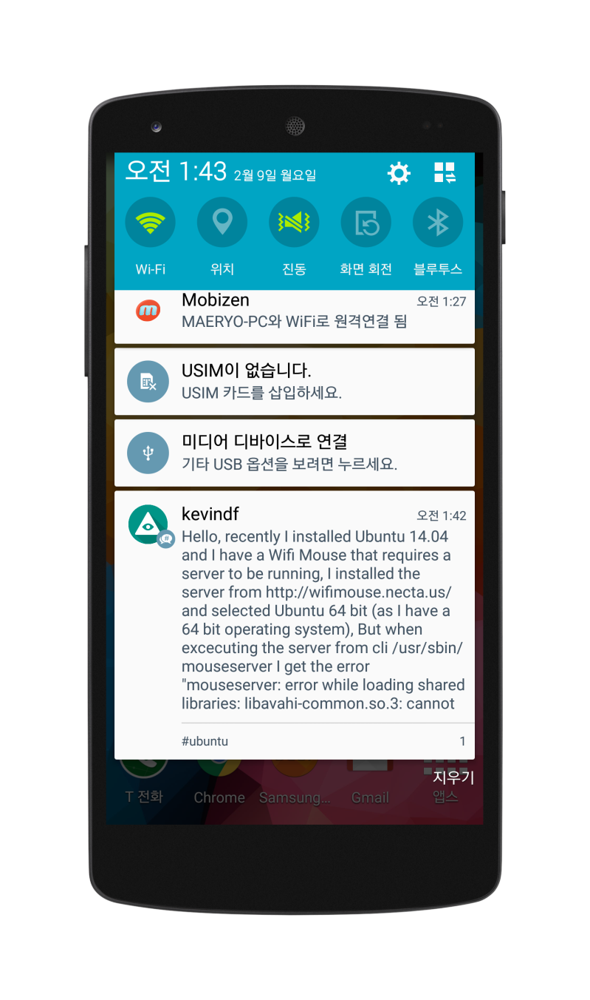 오전 1:43 2월 9일 월요일
Wi-Fi 위치 진동 화면 회전 블루투스
Mobizen 오전 1:27
MAERYO-PC와 WiFi로 원격연결 됨
USIM이 없습니다.
USIM 카드를 삽입하세요.
미디어 디바이스로 연결
기타 USB 옵션을 보려면 누르세요.
kevindf 오전 1:42
Hello, recently I installed Ubuntu 14.04
and I have a Wifi Mouse that requires a
server to be running, I installed the
server from http://wifimouse.necta.us/
and selected Ubuntu 64 bit (as I have a
64 bit operating system), But when
excecuting the server from cli /usr/sbin/
mouseserver I get the error
"mouseserver: error while loading shared
libraries: libavahi-common.so.3: cannot
#ubuntu 1
지우기
T 전화 Chrome Samsung... Gmail 앱스